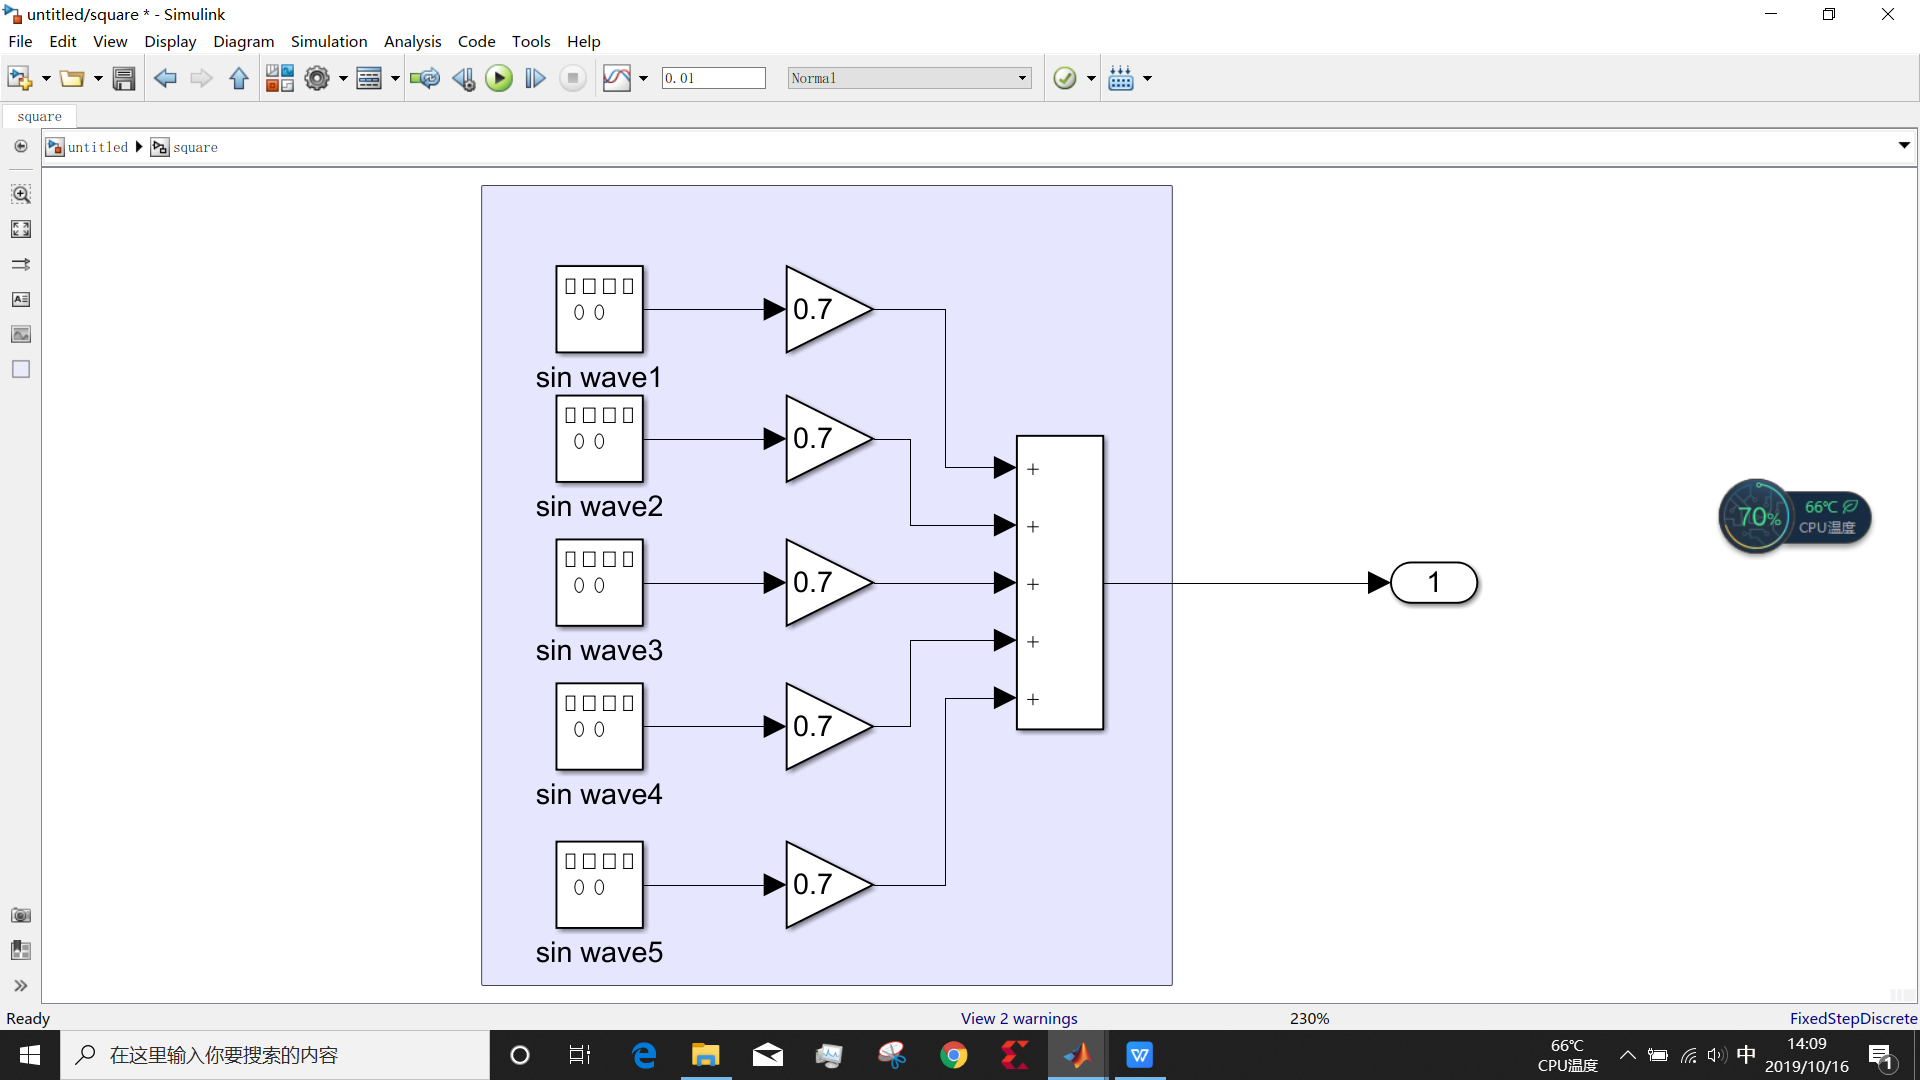 untitled/square * - Simulink
File Edit View Display Diagram Simulation Analysis Code Tools Help
0.01 Normal
square
untitled square
0.7
sin wave1
0.7
sin wave2
0.7
sin wave3
0.7
sin wave4
0.7
sin wave5
+
+
+
+
+
1
70%
66℃
CPU温度
Ready View 2 warnings 230% FixedStepDiscrete
在这里输入你要搜索的内容
66℃
CPU温度
中
14:09
2019/10/16
1